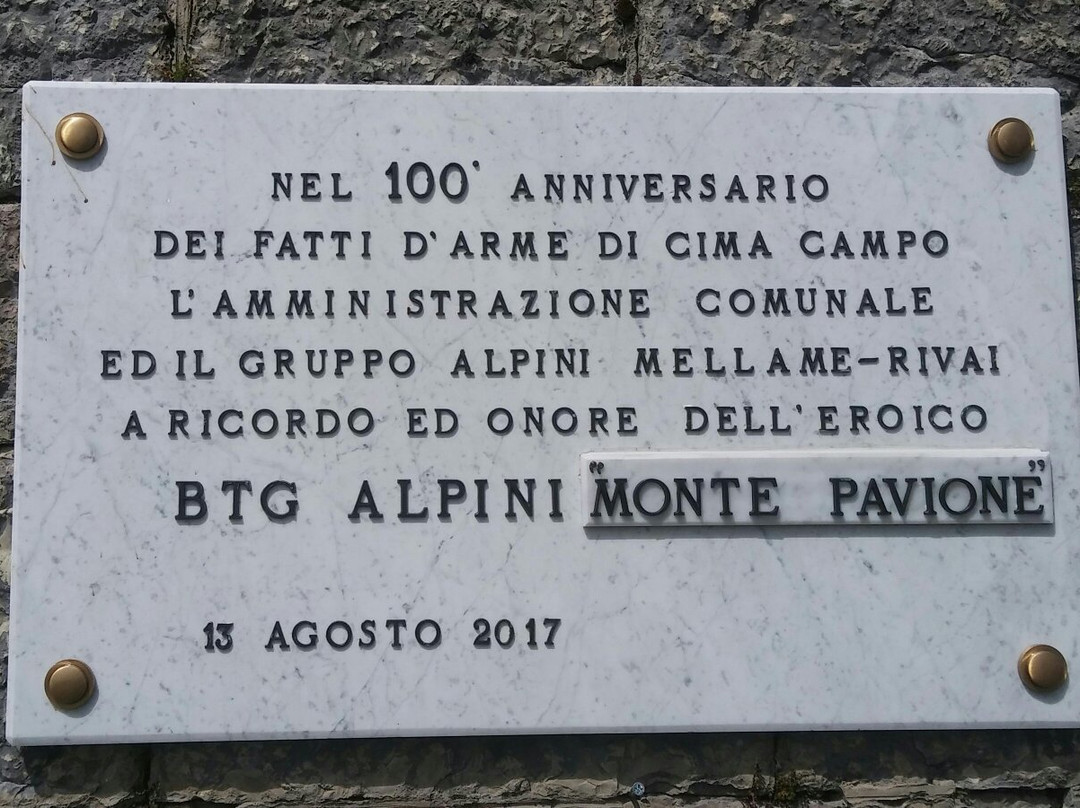 NEL 100° ANNIVERSARIO
DEI FATTI D'ARME DI CIMA CAMPO
L'AMMINISTRAZIONE COMUNALE
ED IL GRUPPO ALPINI MELLAME-RIVAI
A RICORDO ED ONORE DELL'EROICO
BTG ALPINI "MONTE PAVIONE"
13 AGOSTO 2017